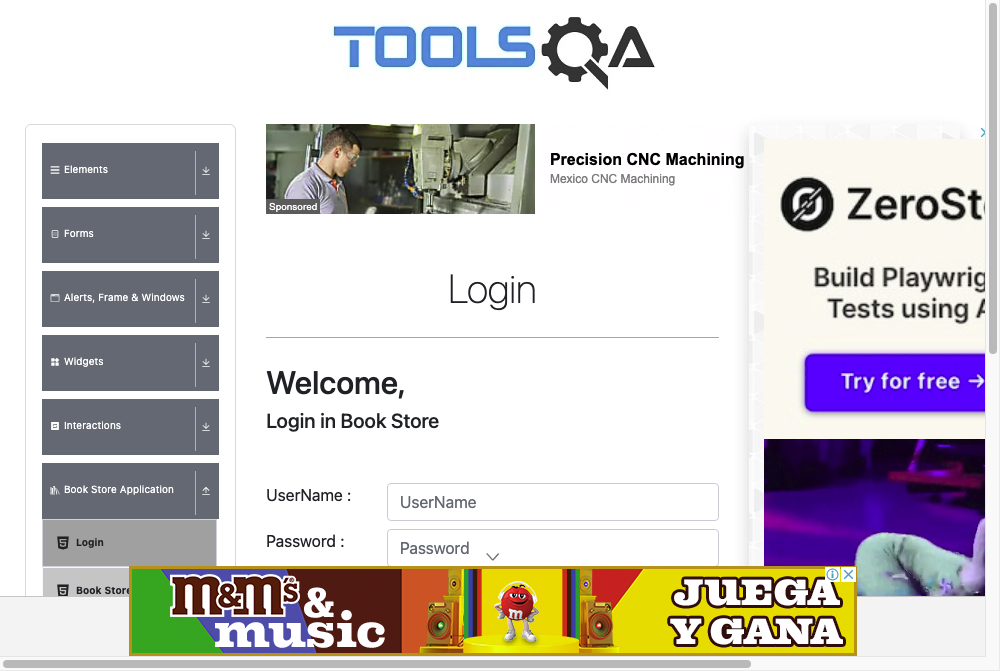 TOOLSQA
Elements
Forms
Alerts, Frame & Windows
Widgets
Interactions
Book Store Application
Login
Book Store
Sponsored
Precision CNC Machining
Mexico CNC Machining
Login
Welcome,
Login in Book Store
UserName :
UserName
Password :
Password
ZeroSt
Build Playwrig
Tests using A
Try for free →
m&m's &
music
m
JUEGA
Y GANA